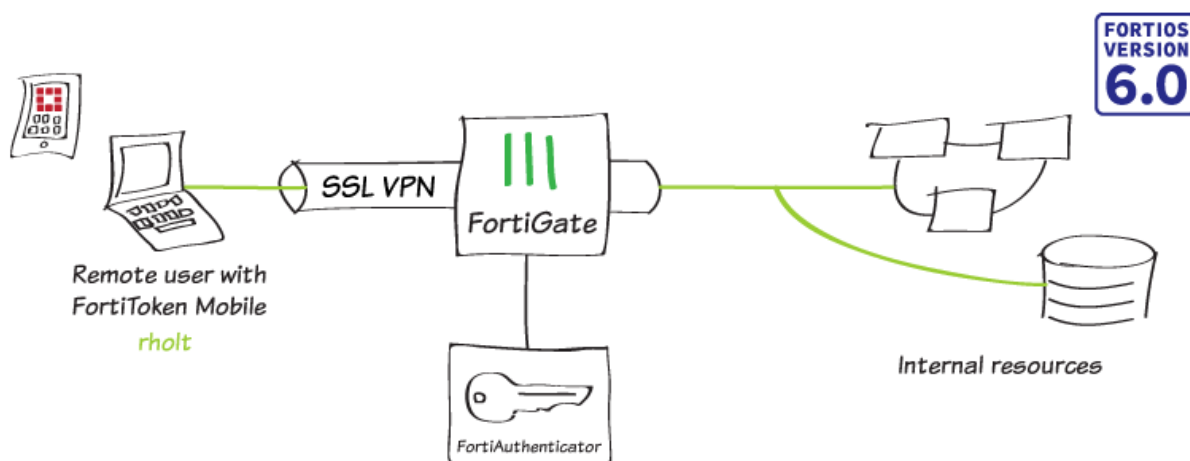 FORTIOS
VERSION
6.0
SSL VPN
FortiGate
Remote user with
FortiToken Mobile
rholt
Internal resources
FortiAuthenticator